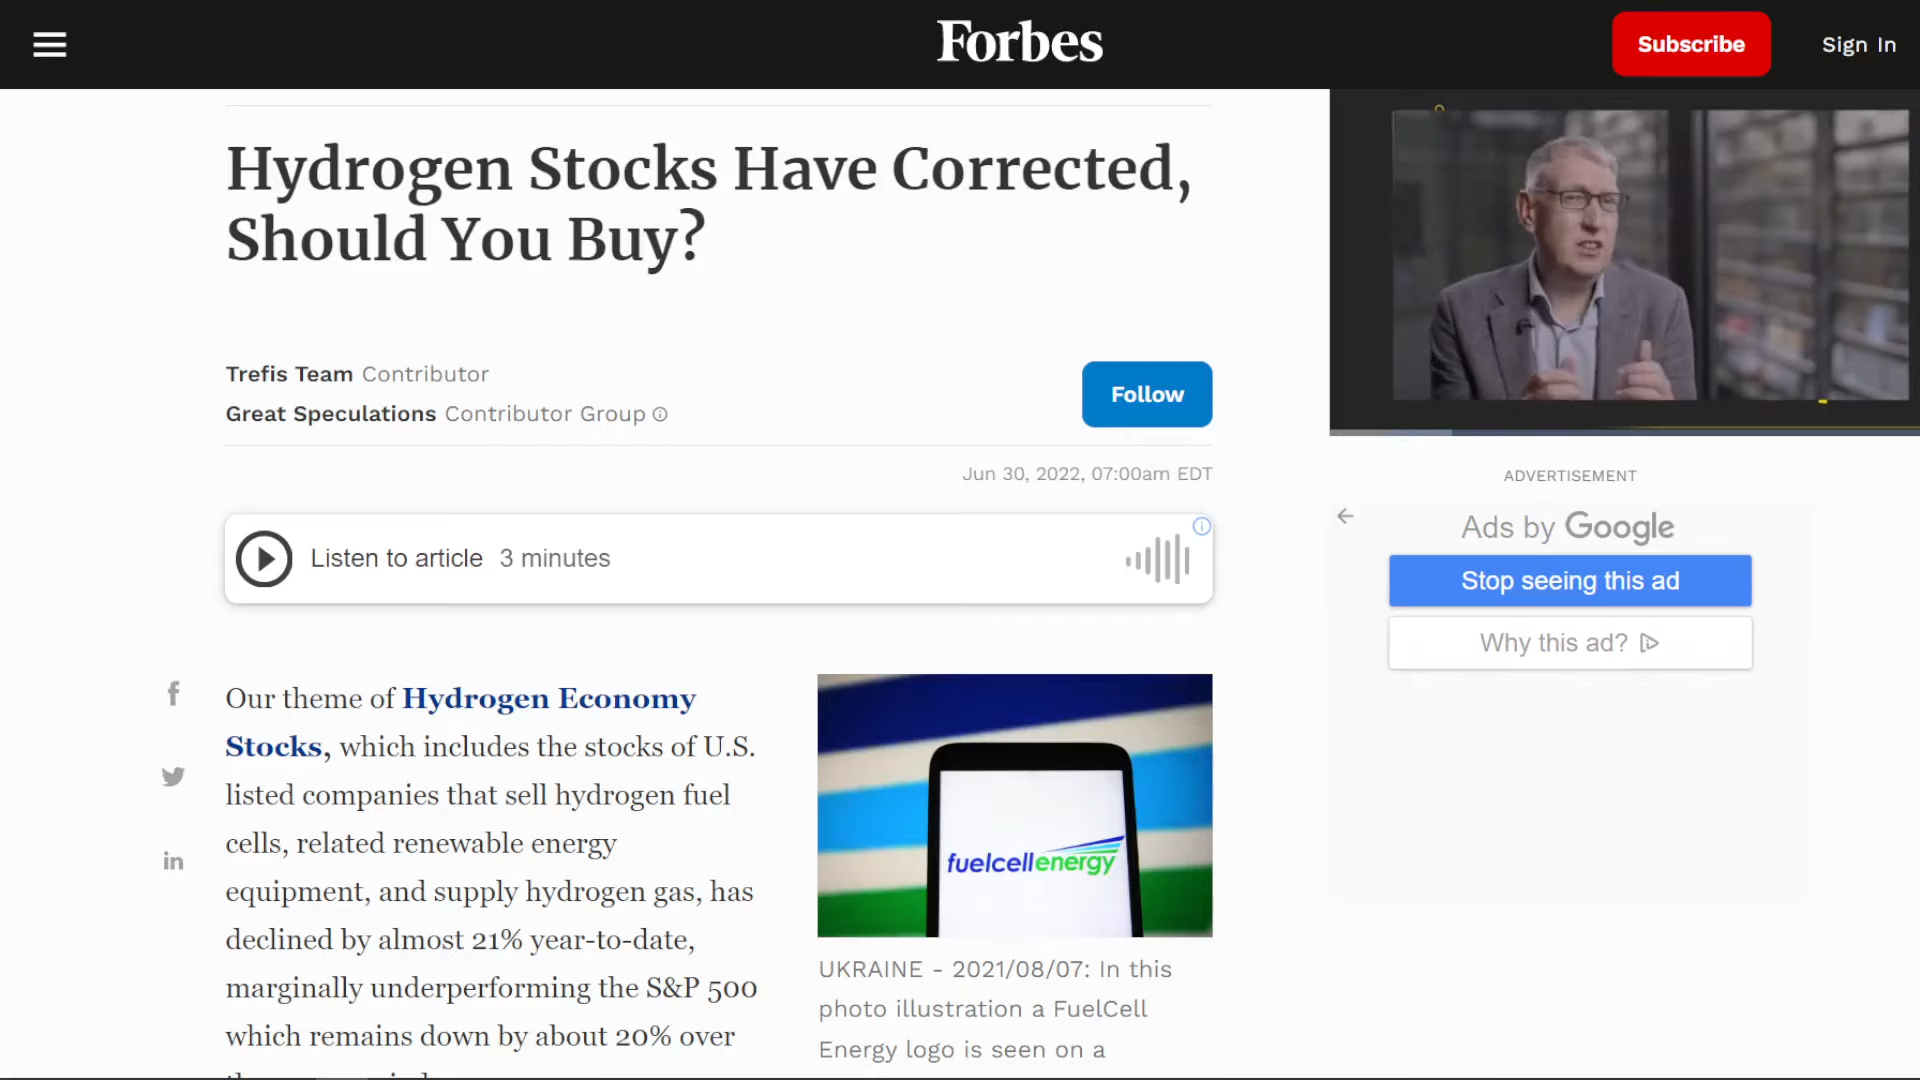 Forbes
Subscribe
Sign In
Hydrogen Stocks Have Corrected,
Should You Buy?
Trefis Team Contributor
Great Speculations Contributor Group
Follow
Jun 30, 2022, 07:00am EDT
Listen to article 3 minutes
Our theme of Hydrogen Economy
Stocks, which includes the stocks of U.S.
listed companies that sell hydrogen fuel
cells, related renewable energy
equipment, and supply hydrogen gas, has
declined by almost 21% year-to-date,
marginally underperforming the S&P 500
which remains down by about 20% over
fuelcellenergy
UKRAINE - 2021/08/07: In this
photo illustration a FuelCell
Energy logo is seen on a
ADVERTISEMENT
Ads by Google
Stop seeing this ad
Why this ad?